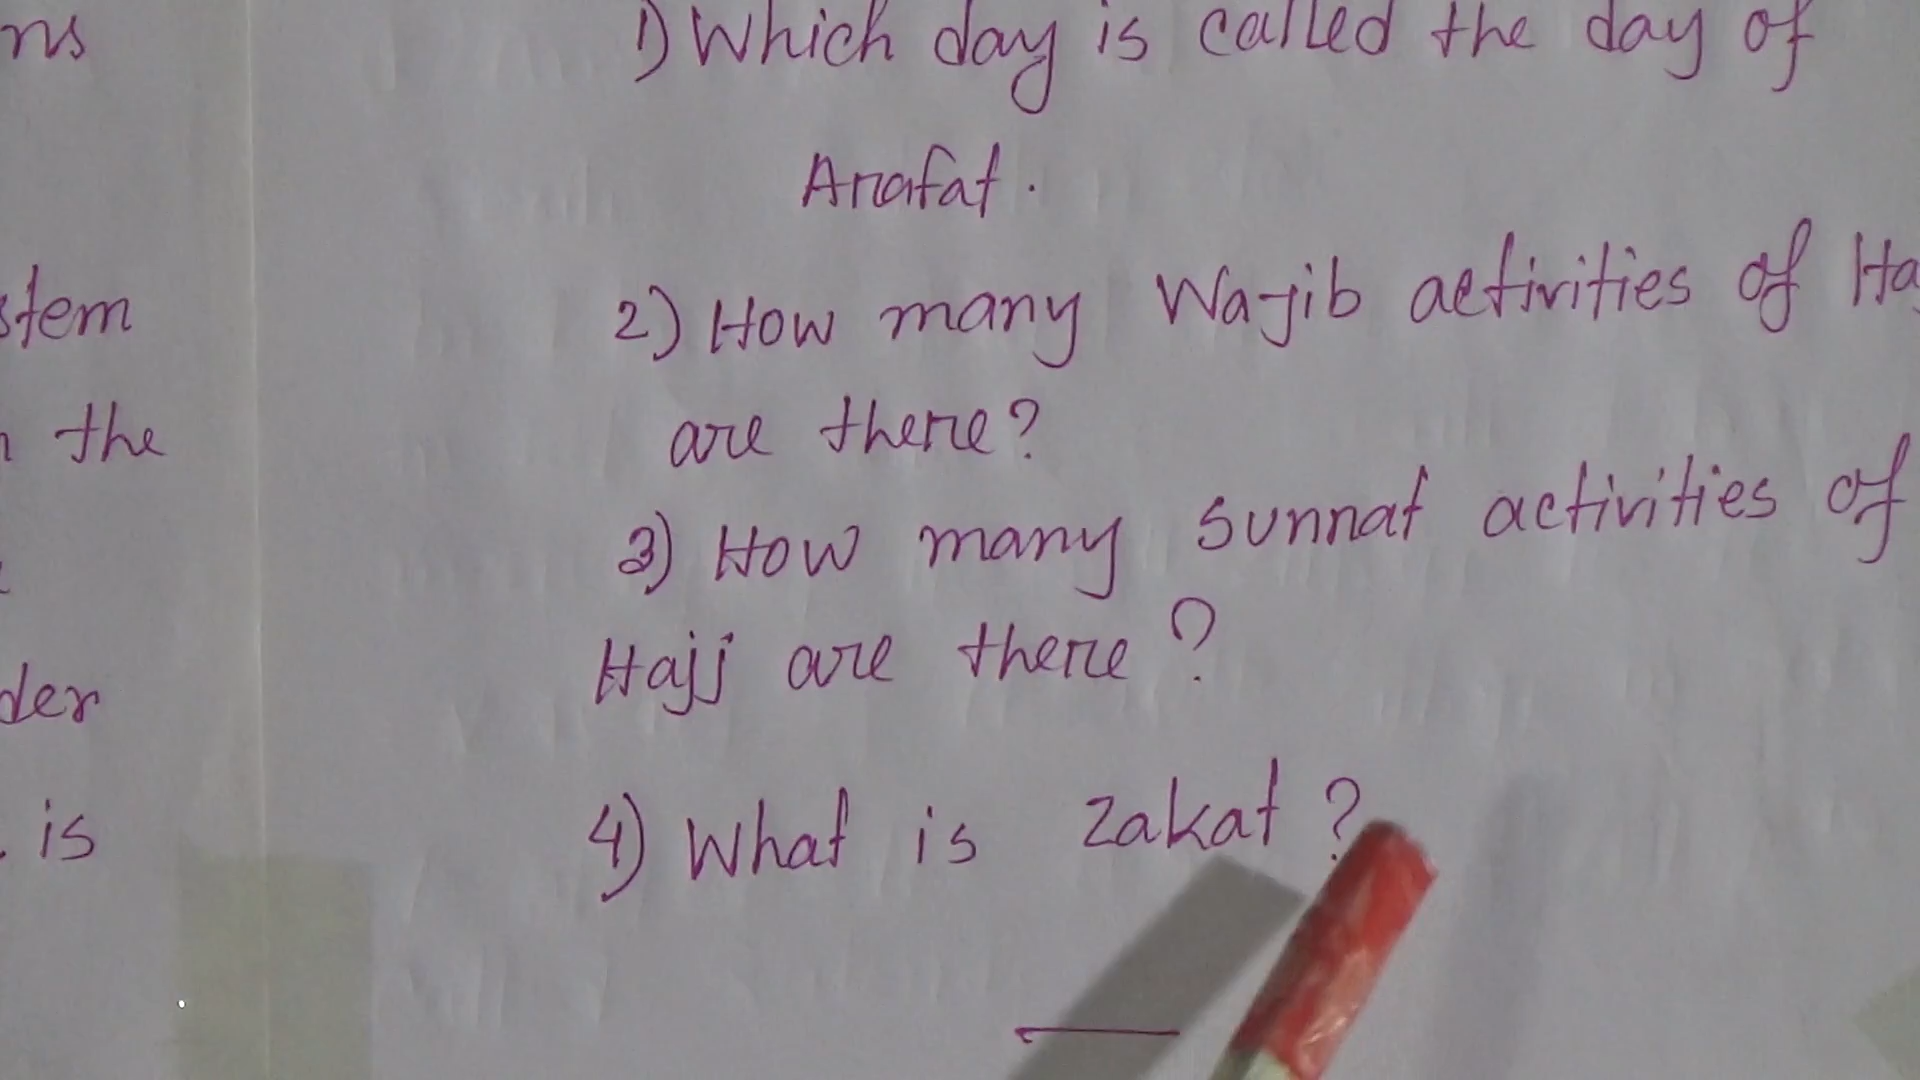 ns
stem
the
der
. is
1) Which day is called the day of
Arafat.
2) How many Wajib activities of Ha
are there?
3) How many sunnat activities of
Hajj are there?
4) What is zakat?